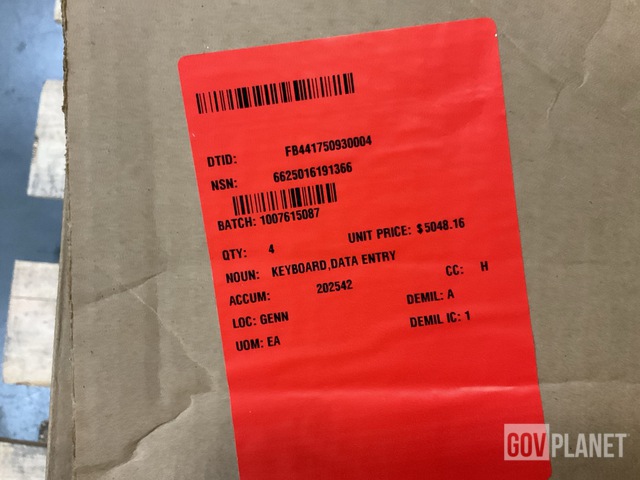 DTID: FB441750930004
NSN: 6625016191366
BATCH: 1007615087
QTY: 4 UNIT PRICE: $5048.16
NOUN: KEYBOARD,DATA ENTRY
ACCUM: 202542 CC: H
LOC: GENN DEMIL: A
UOM: EA DEMIL IC: 1
GOVPLANET